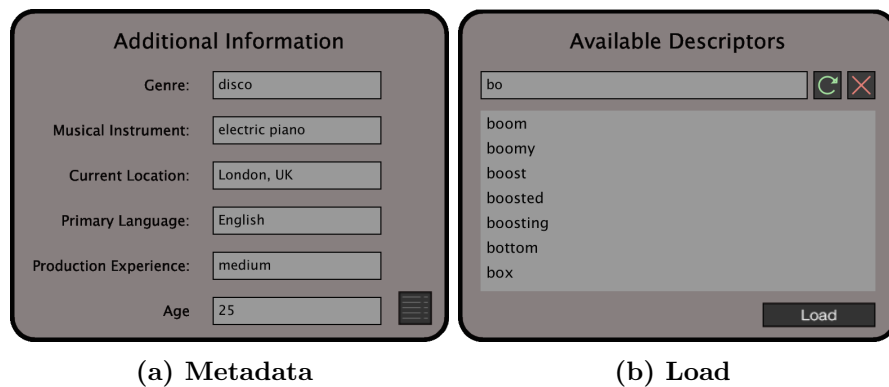 Additional Information
Genre: disco
Musical Instrument: electric piano
Current Location: London, UK
Primary Language: English
Production Experience: medium
Age 25
(a) Metadata
Available Descriptors
bo
boom
boomy
boost
boosted
boosting
bottom
box
Load
(b) Load